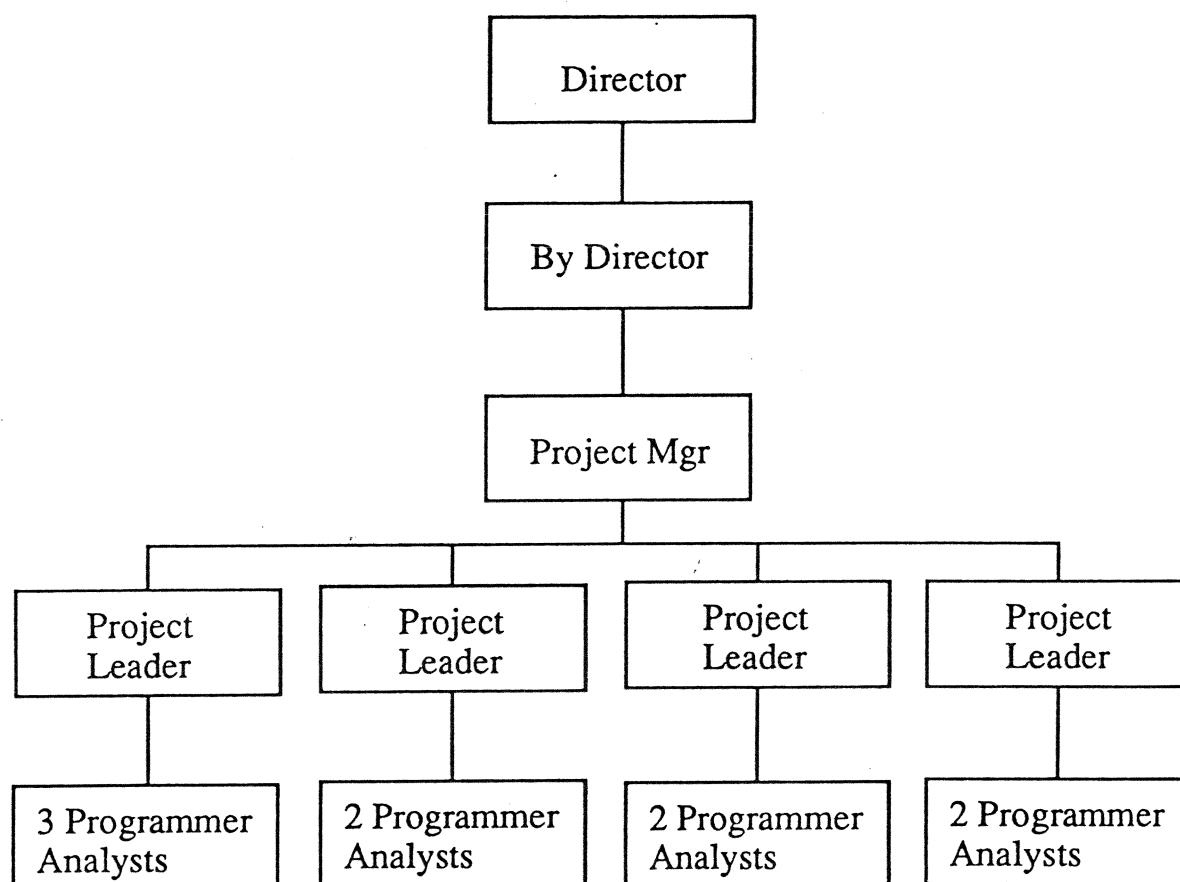 Director
By Director
Project Mgr
Project
Leader
Project
Leader
Project
Leader
Project
Leader
3 Programmer
Analysts
2 Programmer
Analysts
2 Programmer
Analysts
2 Programmer
Analysts